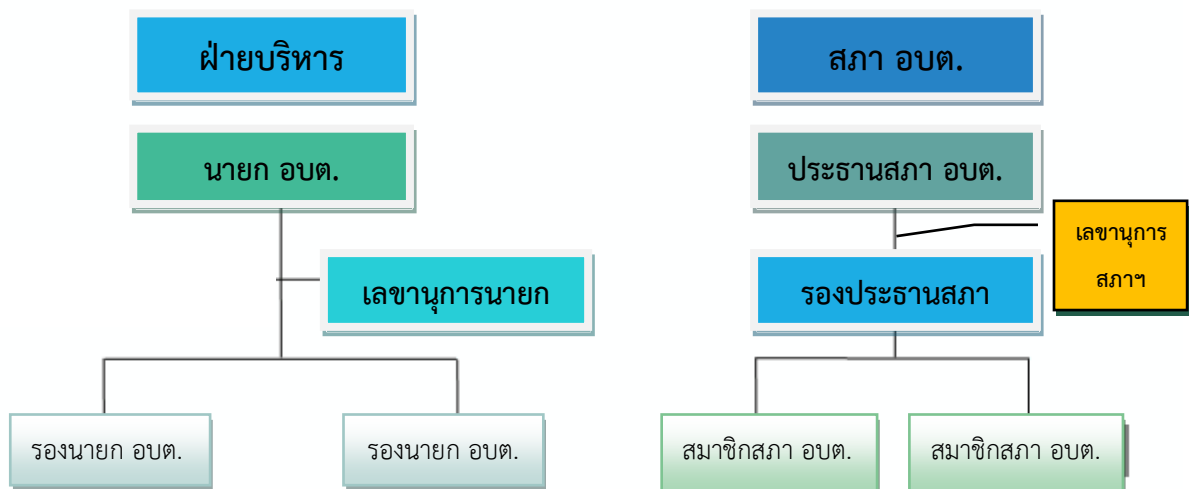 ฝ่ายบริหาร
สภา อบต.
นายก อบต.
ประธานสภา อบต.
เลขานุการ
สภาฯ
เลขานุการนายก
รองประธานสภา
รองนายก อบต.
รองนายก อบต.
สมาชิกสภา อบต.
สมาชิกสภา อบต.